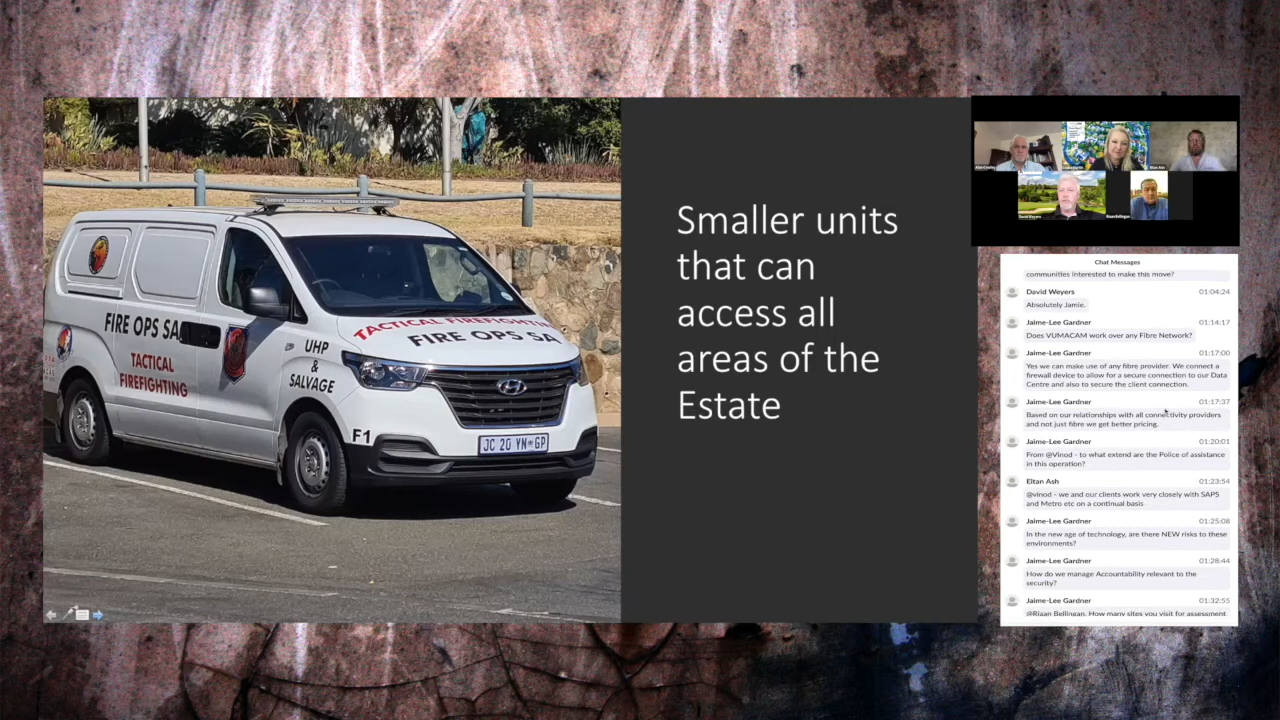 FIRE OPS SA
TACTICAL
FIREFIGHTING
UHP
&
SALVAGE
TACTICAL FIREFIGHTIN
FIRE OPS SA
F1
JC 20 YN GP
Smaller units
that can
access all
areas of the
Estate
David Weyers
Chat Messages
communities interested to make this move?
David Weyers 01:04:24
Absolutely Jamie.
Jaime-Lee Gardner 01:14:17
Does VUMACAM work over any Fibre Network?
Jaime-Lee Gardner 01:17:00
Yes we can make use of any fibre provider. We connect a
firewall device to allow for a secure connection to our Data
Centre and also to secure the client connection.
Jaime-Lee Gardner 01:17:37
Based on our relationships with all connectivity providers
and not just fibre we get better pricing.
Jaime-Lee Gardner 01:20:01
From @Vinod - to what extend are the Police of assistance
in this operation?
Eitan Ash 01:23:54
@vinod - we and our clients work very closely with SAPS
and Metro etc on a continual basis
Jaime-Lee Gardner 01:25:08
In the new age of technology, are there NEW risks to these
environments?
Jaime-Lee Gardner 01:28:44
How do we manage Accountability relevant to the
security?
Jaime-Lee Gardner 01:32:55
@Riaan Bellingan. How many sites you visit for assessment